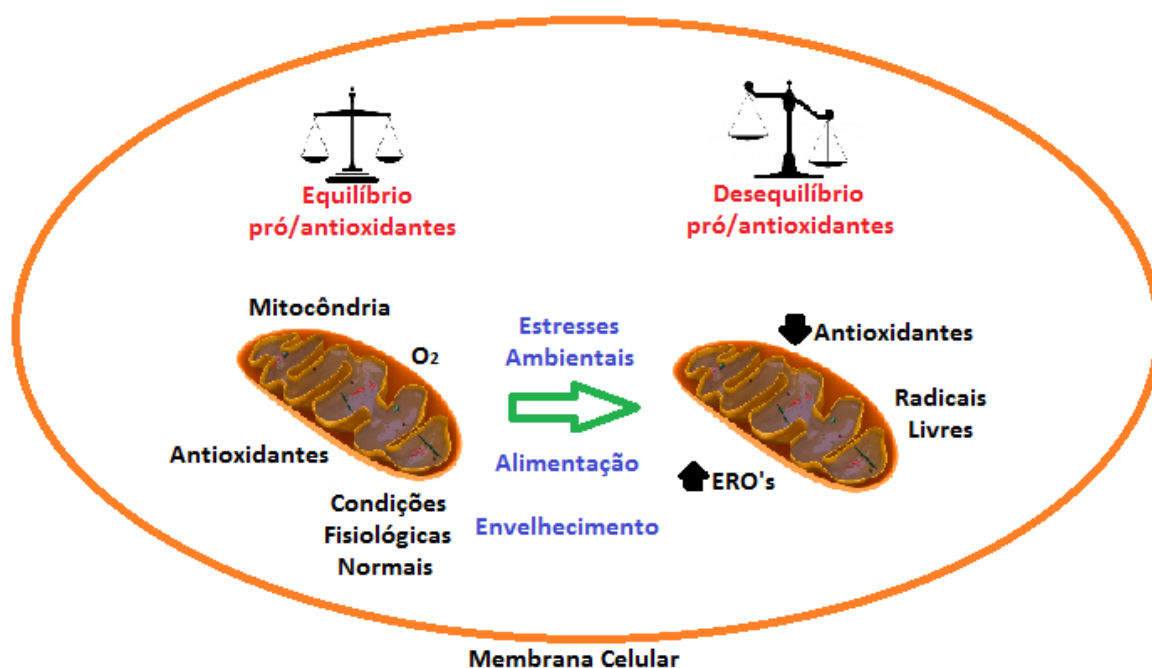 Equilíbrio
pró/antioxidantes
Desequilíbrio
pró/antioxidantes
Mitocôndria
O₂
Antioxidantes
Condições
Fisiológicas
Normais
Estresses
Ambientais
Alimentação
Envelhecimento
Antioxidantes
Radicais
Livres
ERO's
Membrana Celular